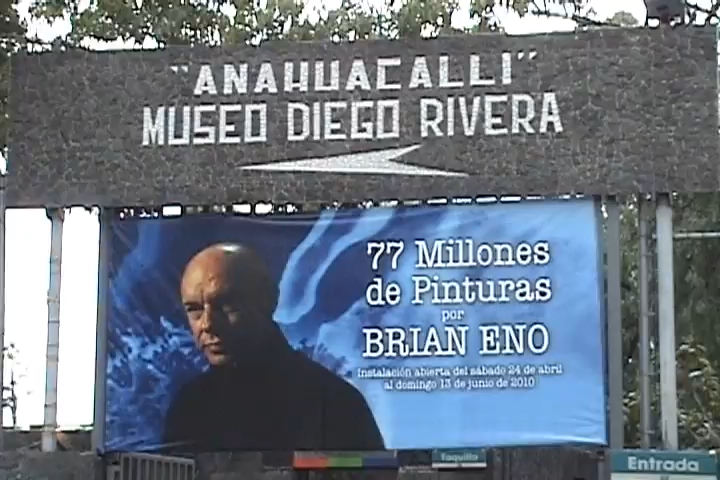 "ANAHUACALLI"
MUSEO DIEGO RIVERA
77 Millones
de Pinturas
por
BRIAN ENO
Instalación abierta del sábado 24 de abril
al domingo 13 de junio de 2010
Taquilla
Entrada